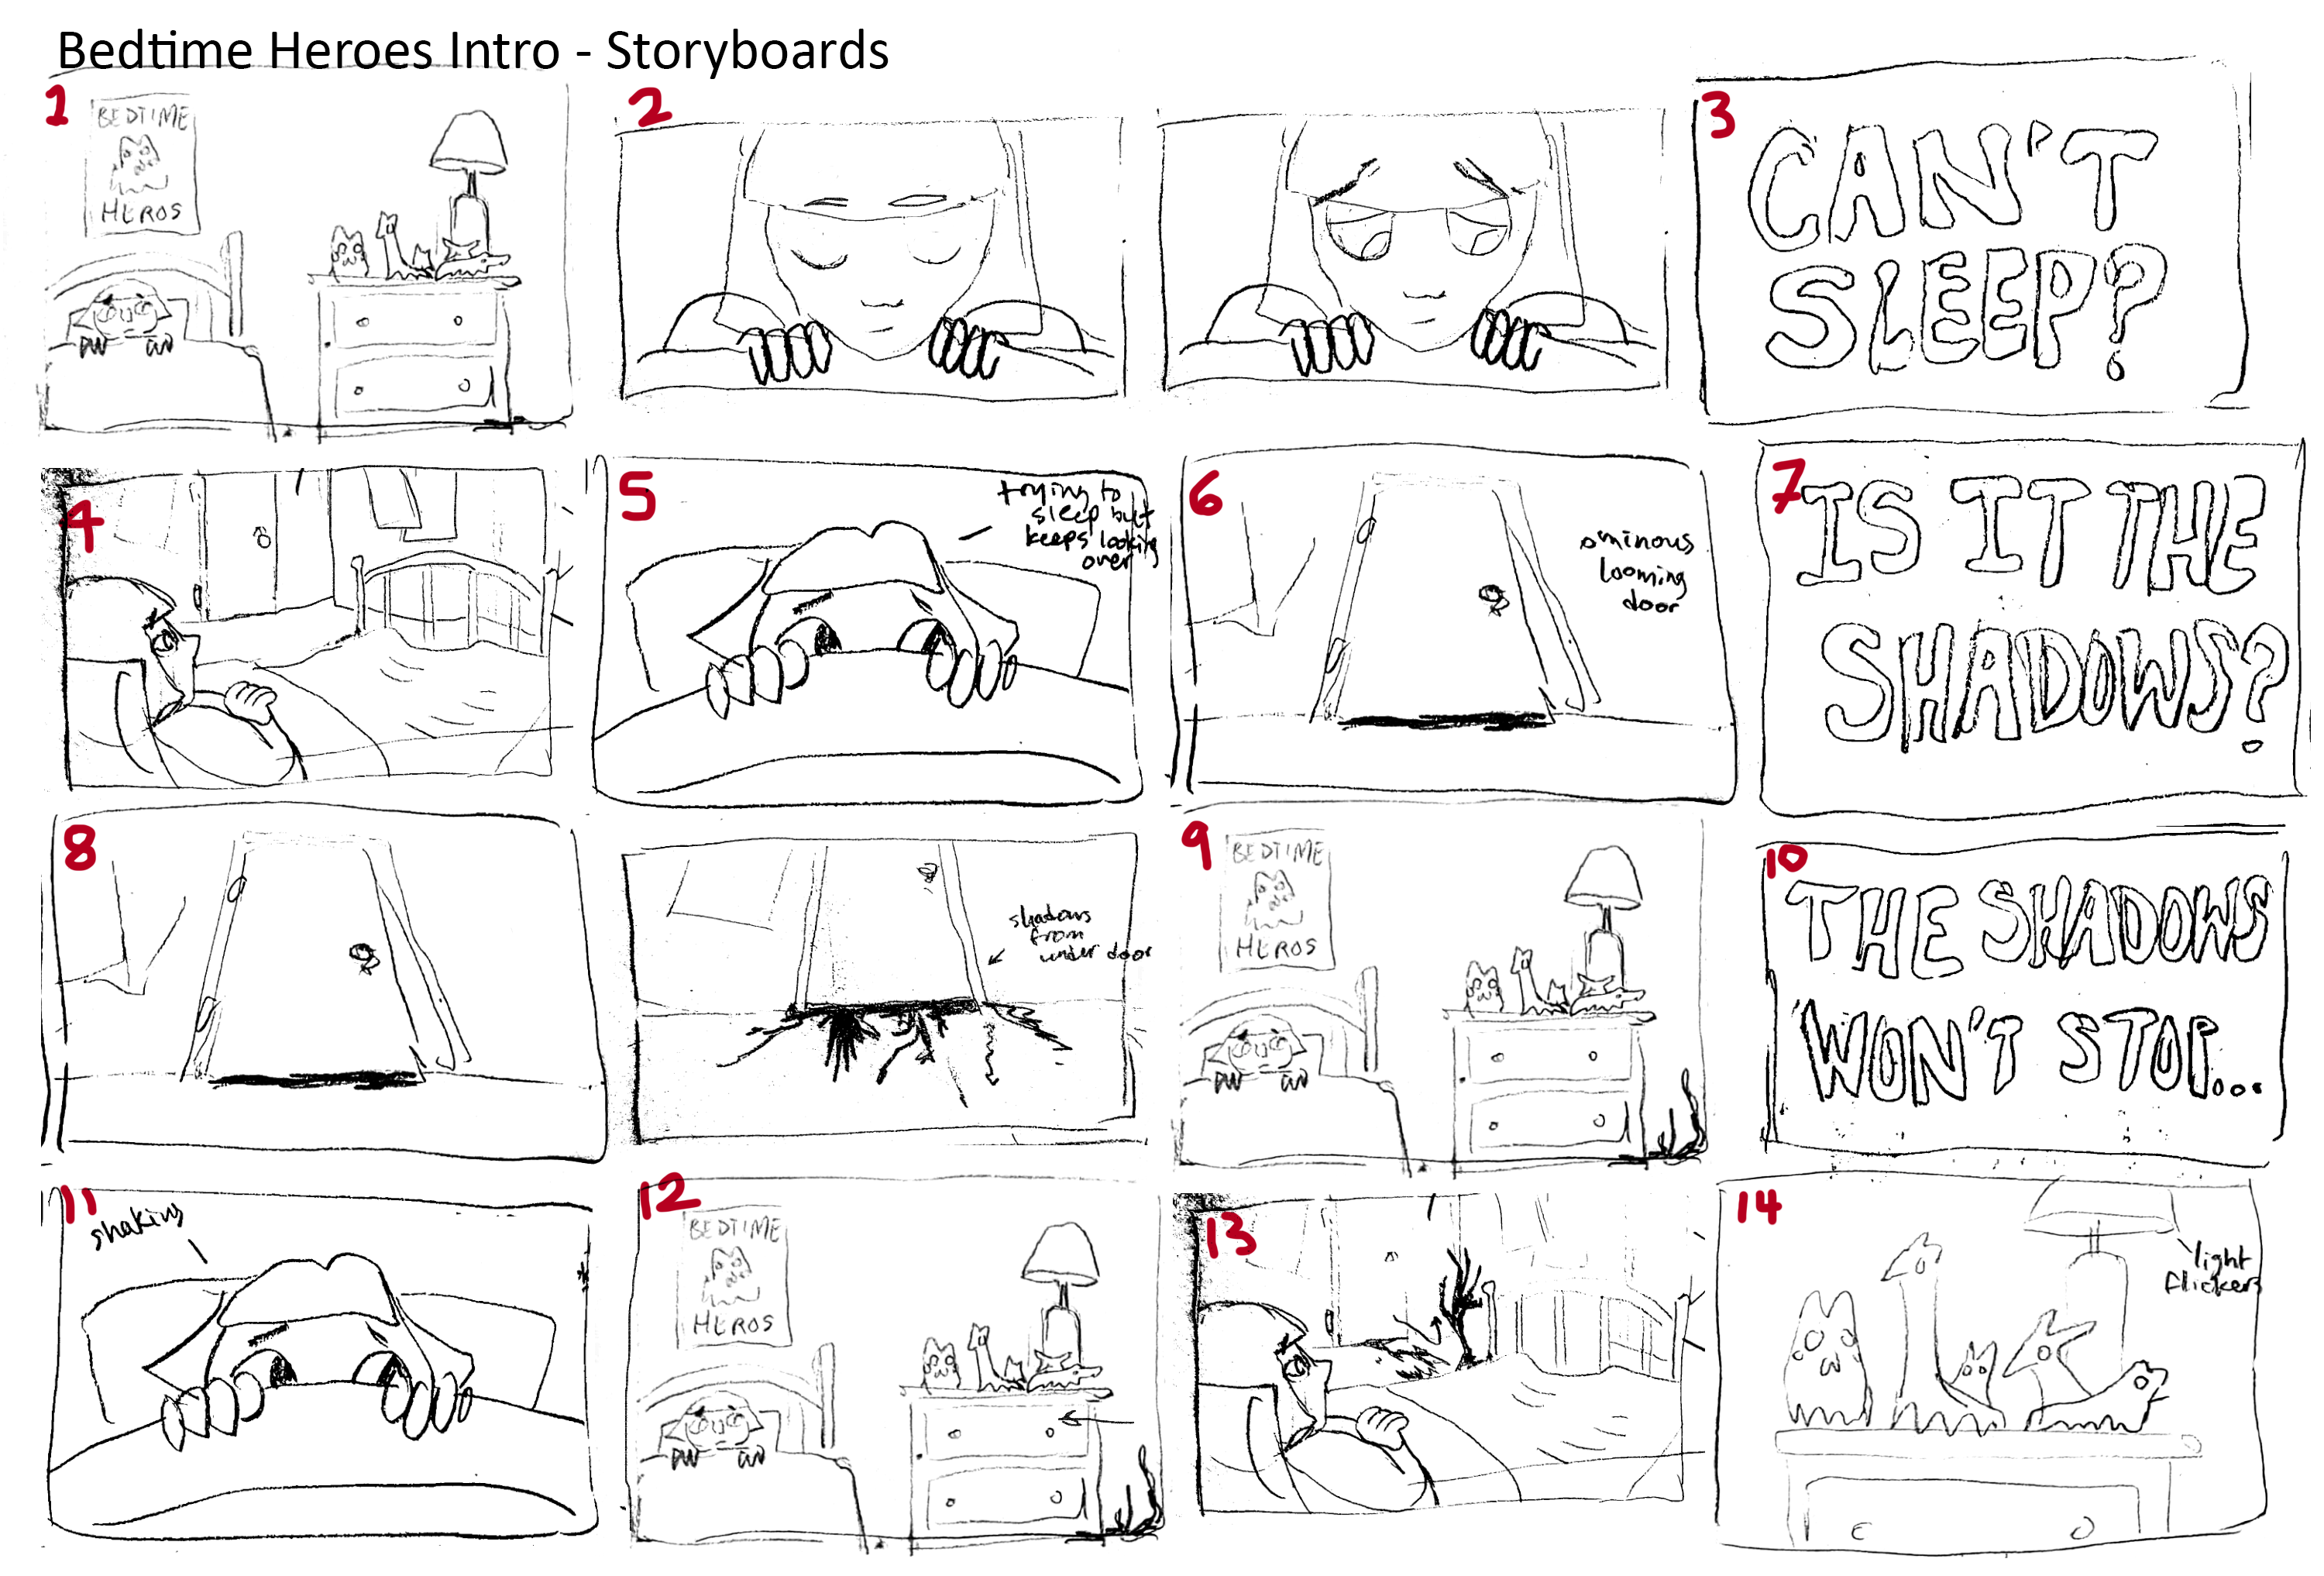 Bedtime Heroes Intro - Storyboards
1
BEDTIME
HEROS
2
3
CAN'T
SLEEP?
4
5
trying to
sleep but
keeps looking
over
6
ominous
looming
door
7
IS IT THE
SHADOWS?
8
shadows
from
under door
9
BEDTIME
HEROS
10
THE SHADOWS
WON'T STOP...
11
shaking
12
BEDTIME
HEROS
13
14
light
flickers